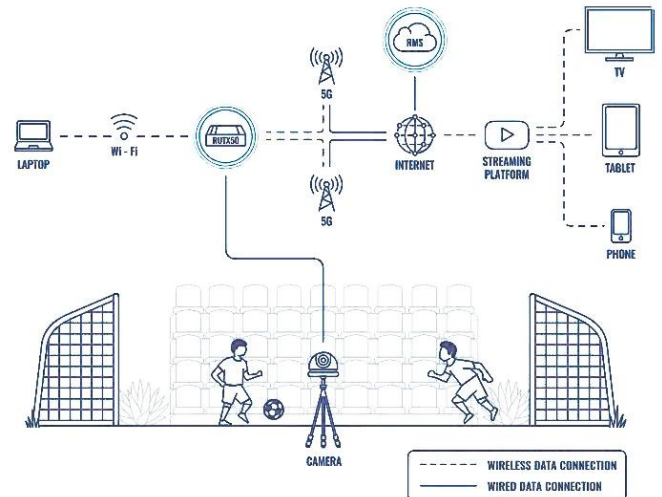 RMS
5G
TV
RUTX50
LAPTOP
Wi - Fi
INTERNET
STREAMING
PLATFORM
TABLET
5G
PHONE
CAMERA
WIRELESS DATA CONNECTION
WIRED DATA CONNECTION